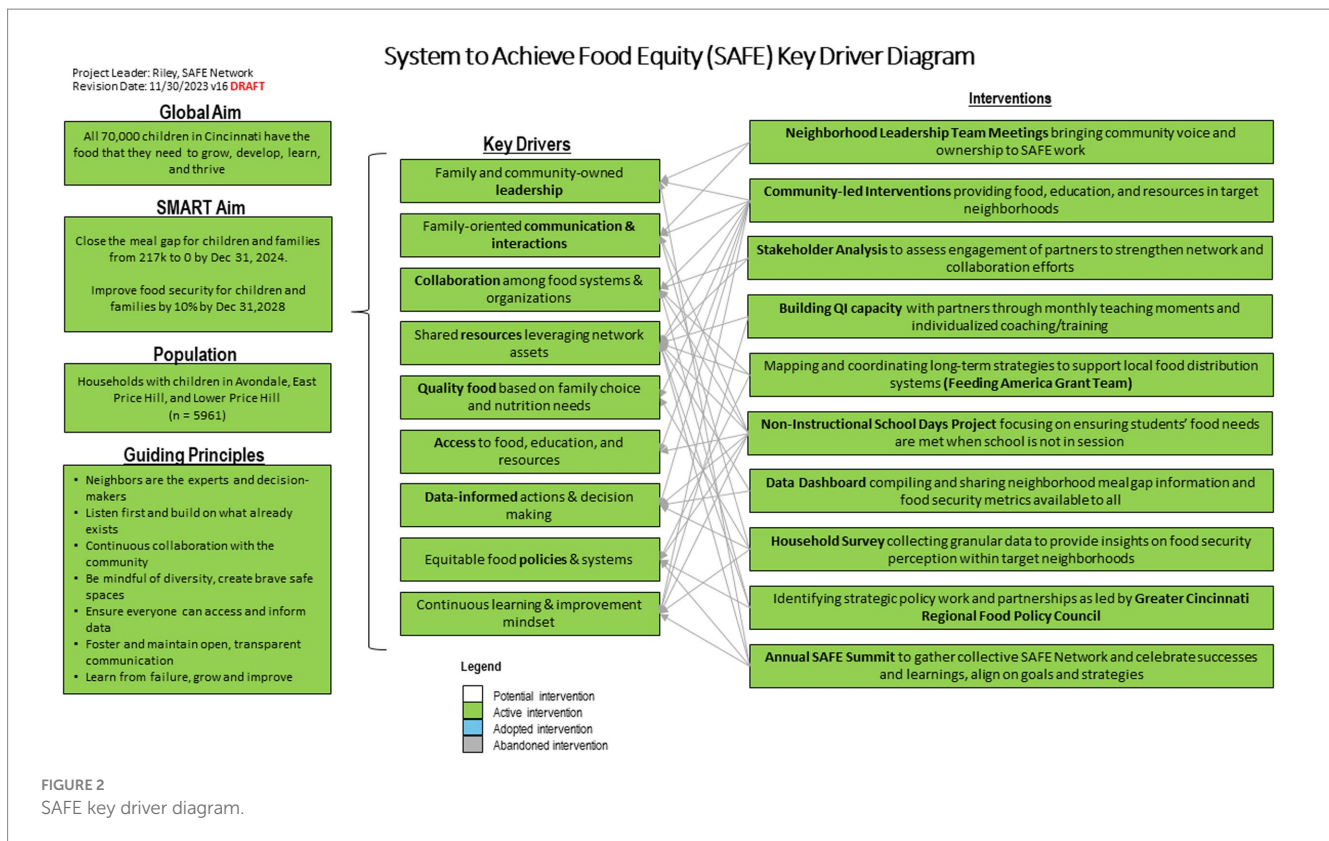 System to Achieve Food Equity (SAFE) Key Driver Diagram
Project Leader: Riley, SAFE Network
Revision Date: 11/30/2023 v16 DRAFT
Global Aim
All 70,000 children in Cincinnati have the
food that they need to grow, develop, learn,
and thrive
SMART Aim
Close the meal gap for children and families
from 217k to 0 by Dec 31, 2024.
Improve food security for children and
families by 10% by Dec 31,2028
Population
Households with children in Avondale, East
Price Hill, and Lower Price Hill
(n = 5961)
Guiding Principles
• Neighbors are the experts and decision-
makers
• Listen first and build on what already
exists
• Continuous collaboration with the
community
• Be mindful of diversity, create brave safe
spaces
• Ensure everyone can access and inform
data
• Foster and maintain open, transparent
communication
• Learn from failure, grow and improve
Key Drivers
Family and community-owned
leadership
Family-oriented communication &
interactions
Collaboration among food systems &
organizations
Shared resources leveraging network
assets
Quality food based on family choice
and nutrition needs
Access to food, education, and
resources
Data-informed actions & decision
making
Equitable food policies & systems
Continuous learning & improvement
mindset
Legend
Potential intervention
Active intervention
Adopted intervention
Abandoned intervention
Interventions
Neighborhood Leadership Team Meetings bringing community voice and
ownership to SAFE work
Community-led Interventions providing food, education, and resources in target
neighborhoods
Stakeholder Analysis to assess engagement of partners to strengthen network and
collaboration efforts
Building QI capacity with partners through monthly teaching moments and
individualized coaching/training
Mapping and coordinating long-term strategies to support local food distribution
systems (Feeding America Grant Team)
Non-Instructional School Days Project focusing on ensuring students' food needs
are met when school is not in session
Data Dashboard compiling and sharing neighborhood meal gap information and
food security metrics available to all
Household Survey collecting granular data to provide insights on food security
perception within target neighborhoods
Identifying strategic policy work and partnerships as led by Greater Cincinnati
Regional Food Policy Council
Annual SAFE Summit to gather collective SAFE Network and celebrate successes
and learnings, align on goals and strategies
FIGURE 2
SAFE key driver diagram.